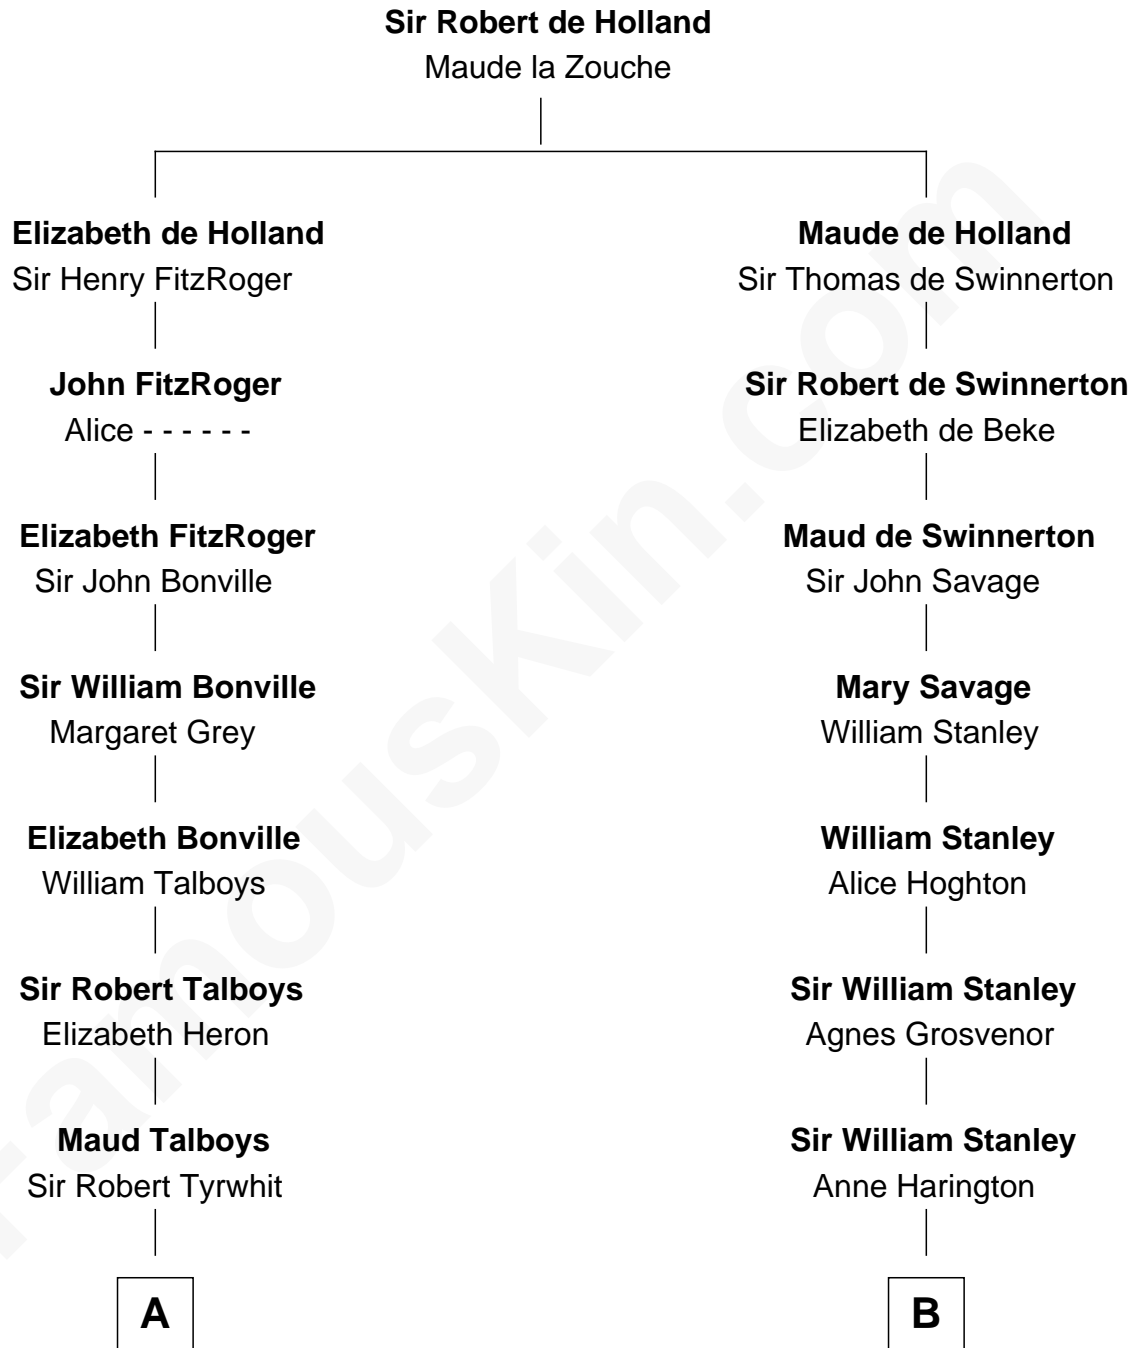 Sir Robert de Holland
Maude la Zouche
Elizabeth de Holland
Sir Henry FitzRoger
Maude de Holland
Sir Thomas de Swinnerton
John FitzRoger
Alice - - - - - -
Sir Robert de Swinnerton
Elizabeth de Beke
Elizabeth FitzRoger
Sir John Bonville
Maud de Swinnerton
Sir John Savage
Sir William Bonville
Margaret Grey
Mary Savage
William Stanley
Elizabeth Bonville
William Talboys
William Stanley
Alice Hoghton
Sir Robert Talboys
Elizabeth Heron
Sir William Stanley
Agnes Grosvenor
Maud Talboys
Sir Robert Tyrwhit
Sir William Stanley
Anne Harington
A
B
FamousKin.com